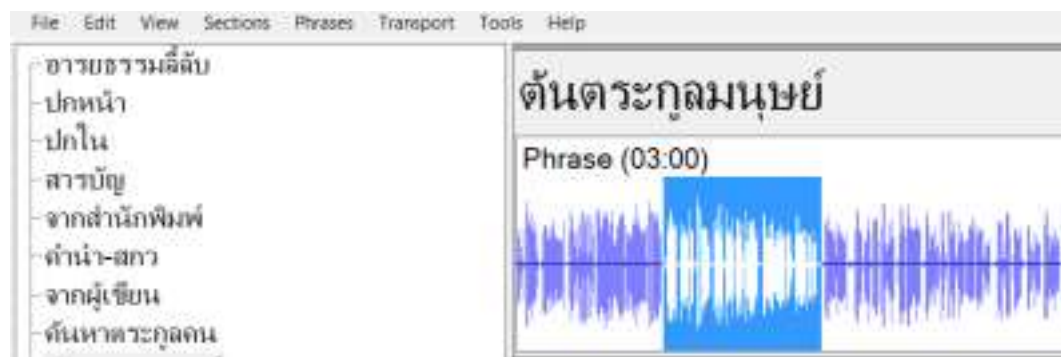 File Edit View Sections Phrases Transport Tools Help
อารยธรรมลี้ลับ
ปกหน้า
ปกใน
สารบัญ
จากสำนักพิมพ์
คำนำ-สกว
จากผู้เขียน
ค้นหาตระกูลคน
ต้นตระกูลมนุษย์
Phrase (03:00)